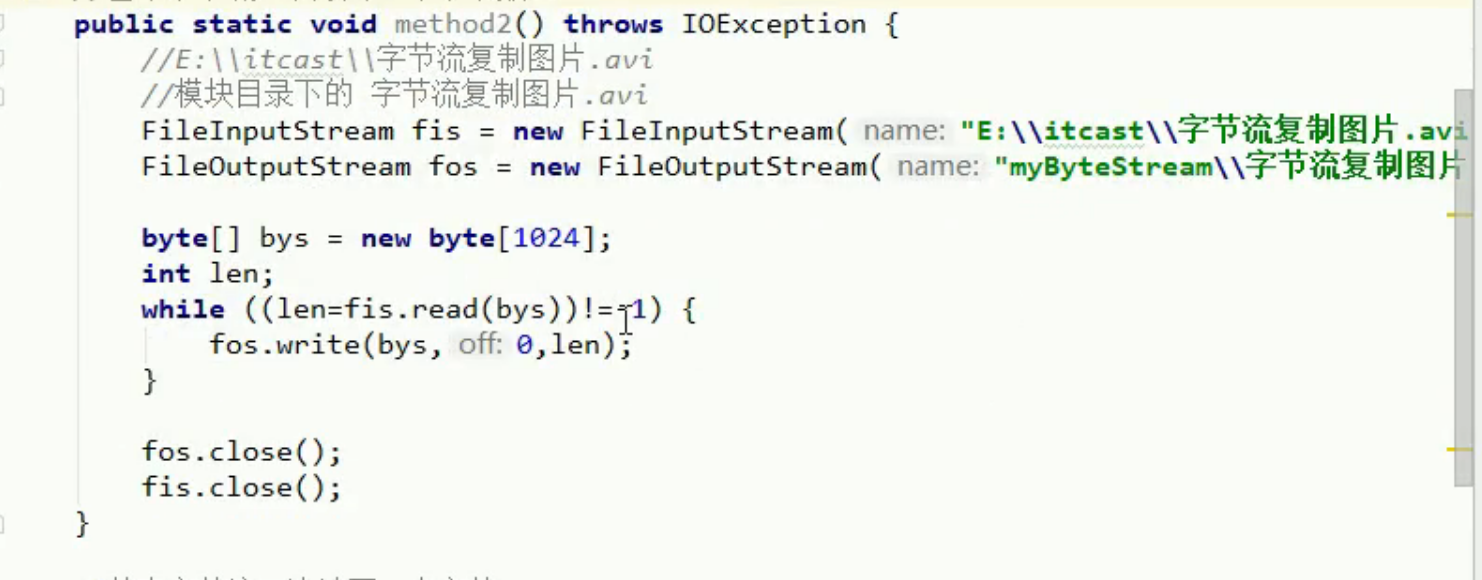 public static void method2() throws IOException {
//E:\\itcast\\字节流复制图片.avi
//模块目录下的 字节流复制图片.avi
FileInputStream fis = new FileInputStream( name: "E:\\itcast\\字节流复制图片.avi
FileOutputStream fos = new FileOutputStream( name: "myByteStream\\字节流复制图片
byte[] bys = new byte[1024];
int len;
while ((len=fis.read(bys))!=-1) {
fos.write(bys, off: 0,len);
}
fos.close();
fis.close();
}